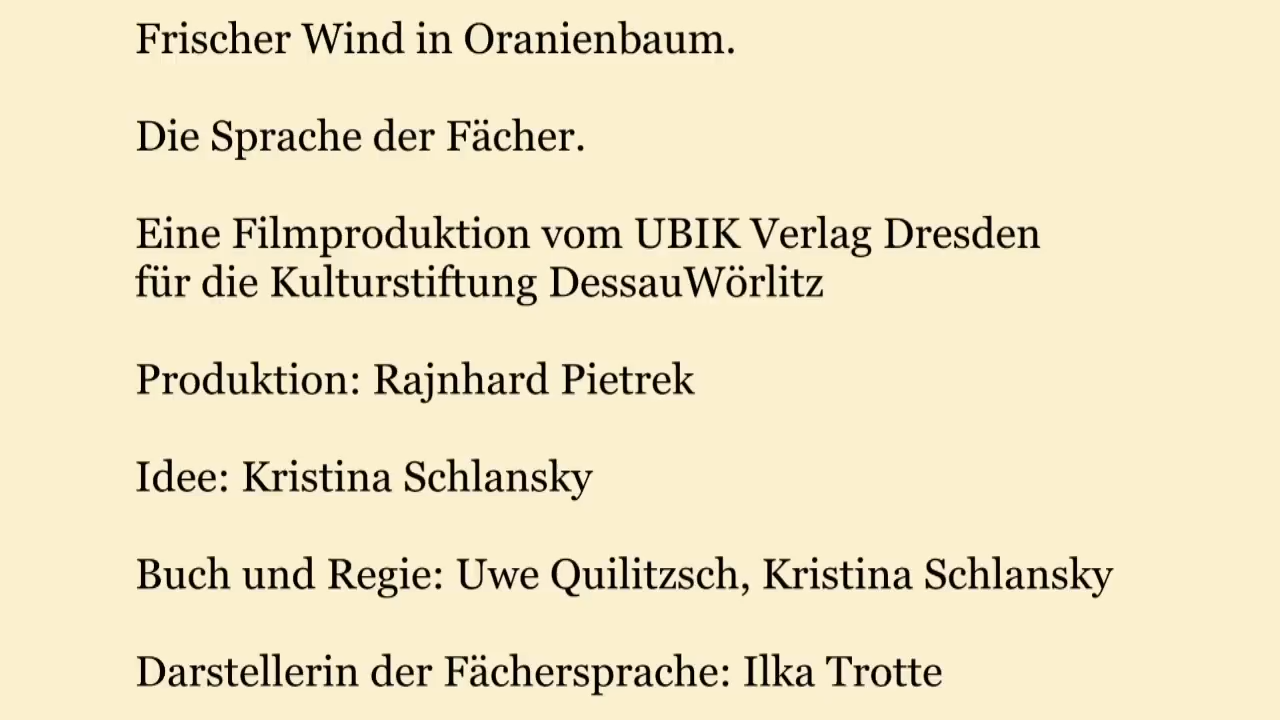 Frischer Wind in Oranienbaum.
Die Sprache der Fächer.
Eine Filmproduktion vom UBIK Verlag Dresden
für die Kulturstiftung DessauWörlitz
Produktion: Rajnhard Pietrek
Idee: Kristina Schlansky
Buch und Regie: Uwe Quilitzsch, Kristina Schlansky
Darstellerin der Fächersprache: Ilka Trotte